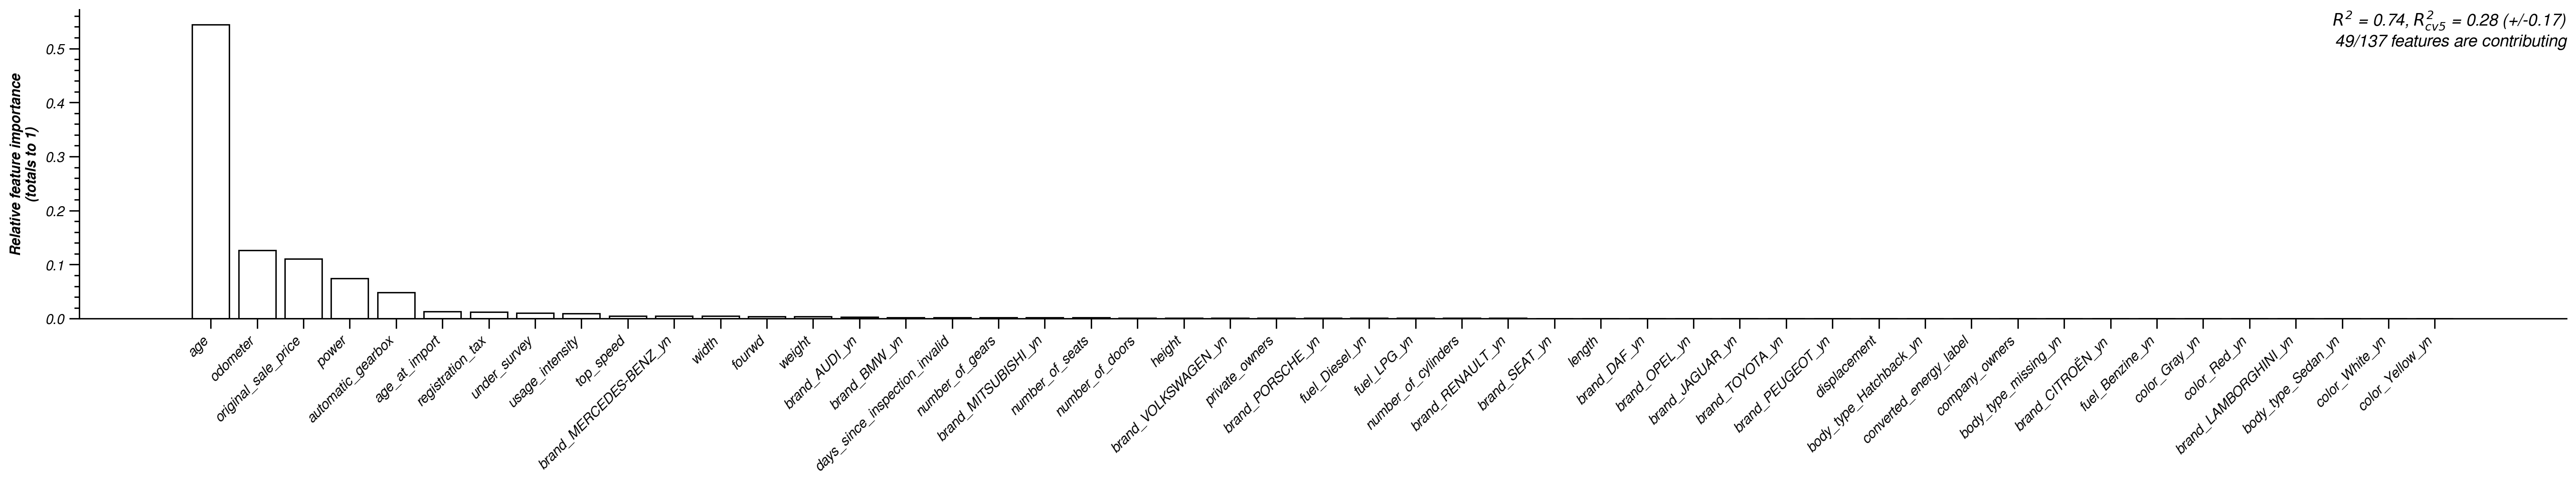 R² = 0.74, R²cv5 = 0.28 (+/-0.17)
49/137 features are contributing
Relative feature importance
(totals to 1)
0.5
0.4
0.3
0.2
0.1
0.0
age
odometer
original_sale_price
power
automatic_gearbox
age_at_import
registration_tax
under_survey
usage_intensity
top_speed
brand_MERCEDES-BENZ_yn
width
fourwd
weight
brand_AUDI_yn
brand_BMW_yn
days_since_inspection_invalid
number_of_gears
brand_MITSUBISHI_yn
number_of_seats
number_of_doors
height
brand_VOLKSWAGEN_yn
private_owners
brand_PORSCHE_yn
fuel_Diesel_yn
fuel_LPG_yn
number_of_cylinders
brand_RENAULT_yn
brand_SEAT_yn
length
brand_DAF_yn
brand_OPEL_yn
brand_JAGUAR_yn
brand_TOYOTA_yn
brand_PEUGEOT_yn
displacement
body_type_Hatchback_yn
converted_energy_label
company_owners
body_type_missing_yn
brand_CITROËN_yn
fuel_Benzine_yn
color_Gray_yn
color_Red_yn
brand_LAMBORGHINI_yn
body_type_Sedan_yn
color_White_yn
color_Yellow_yn